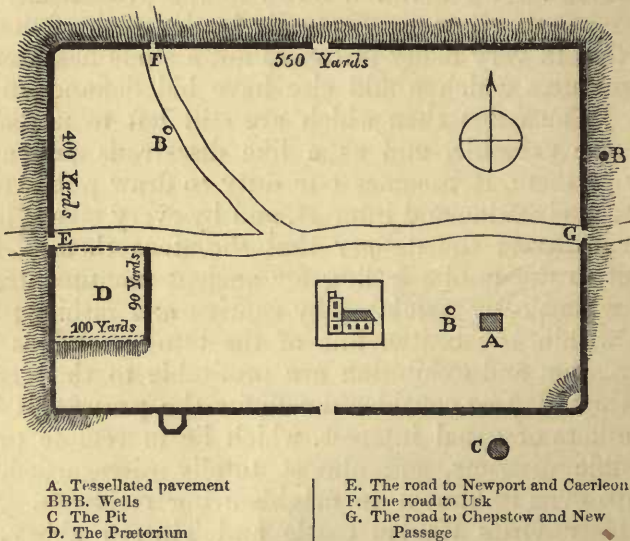 F
550 Yards
B
B
400 Yards
E
G
D
90 Yards
100 Yards
B
A
C
A. Tessellated pavement
BBB. Wells
C The Pit
D. The Prætorium
E. The road to Newport and Caerleon
F. The road to Usk
G. The road to Chepstow and New
Passage